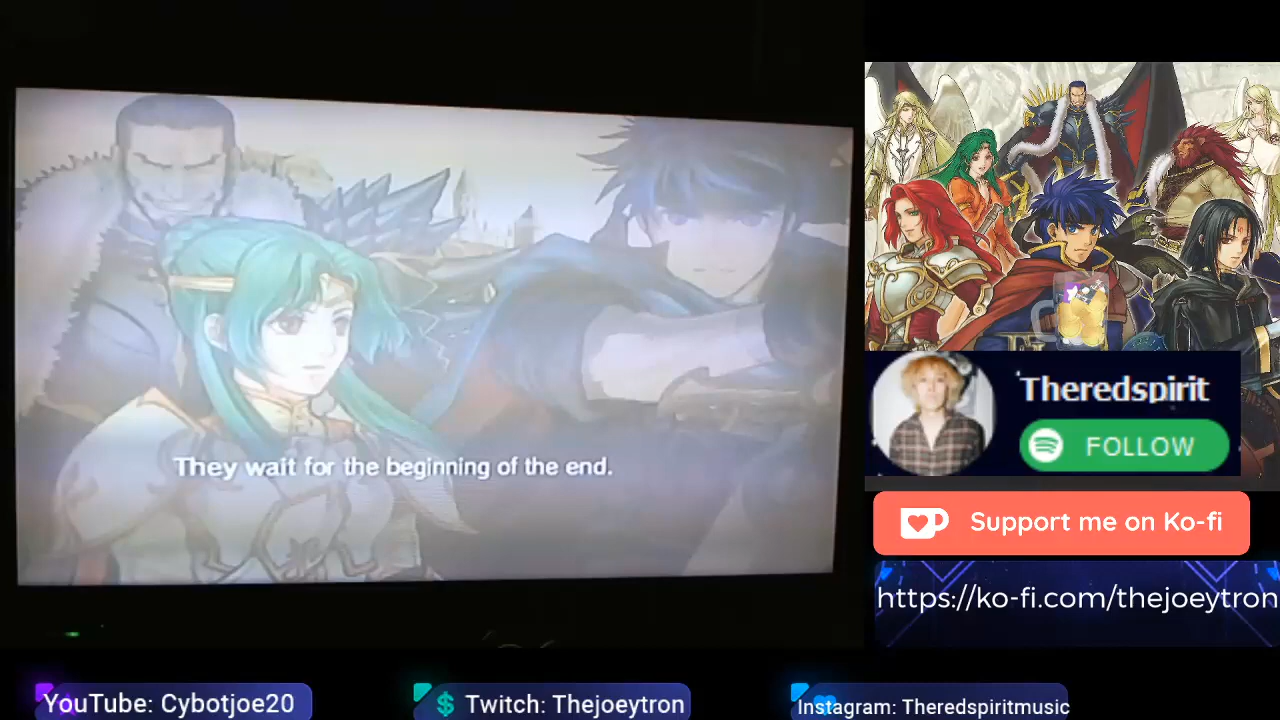 They wait for the beginning of the end.
Theredspirit
FOLLOW
Support me on Ko-fi
https://ko-fi.com/thejoeytron
YouTube: Cybotjoe20
$ Twitch: Thejoeytron
Instagram: Theredspiritmusic